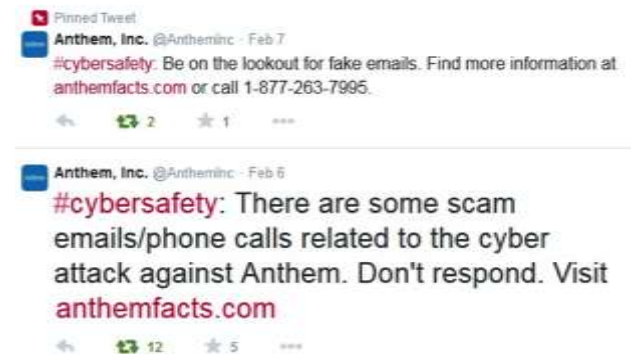 Pinned Tweet
Anthem, Inc. @AnthemInc · Feb 7
#cybersafety: Be on the lookout for fake emails. Find more information at
anthemfacts.com or call 1-877-263-7995.
2 1
Anthem, Inc. @AnthemInc · Feb 6
#cybersafety: There are some scam
emails/phone calls related to the cyber
attack against Anthem. Don't respond. Visit
anthemfacts.com
12 5